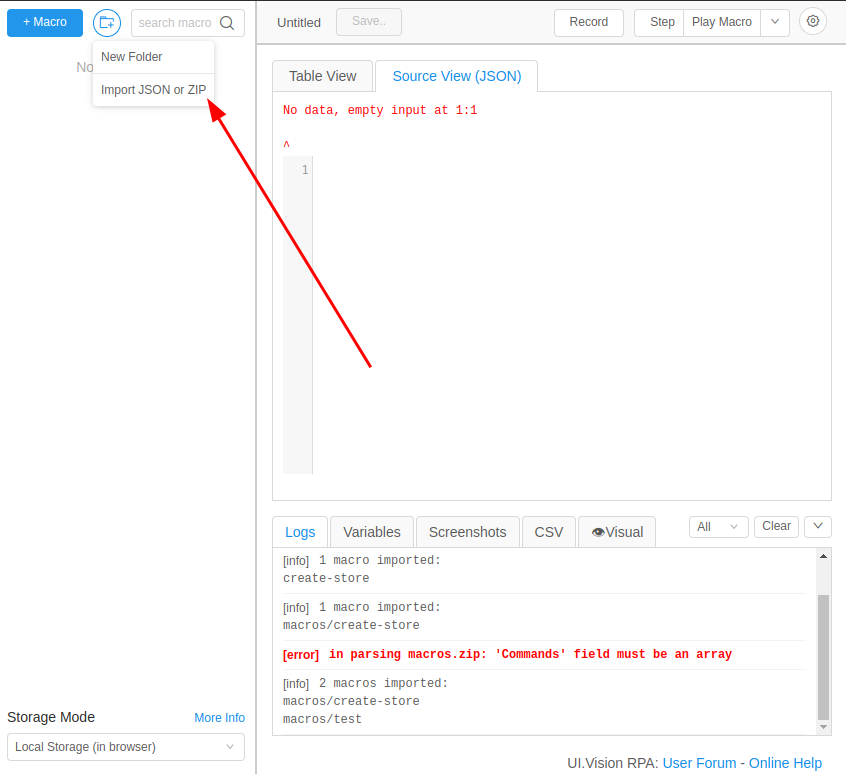 + Macro
search macro
Untitled
Save..
Record
Step
Play Macro
New Folder
No
Import JSON or ZIP
Table View
Source View (JSON)
No data, empty input at 1:1
^
1
Logs
Variables
Screenshots
CSV
Visual
All
Clear
[info] 1 macro imported:
create-store
[info] 1 macro imported:
macros/create-store
[error] in parsing macros.zip: 'Commands' field must be an array
[info] 2 macros imported:
macros/create-store
macros/test
Storage Mode
More Info
Local Storage (in browser)
UI.Vision RPA: User Forum - Online Help